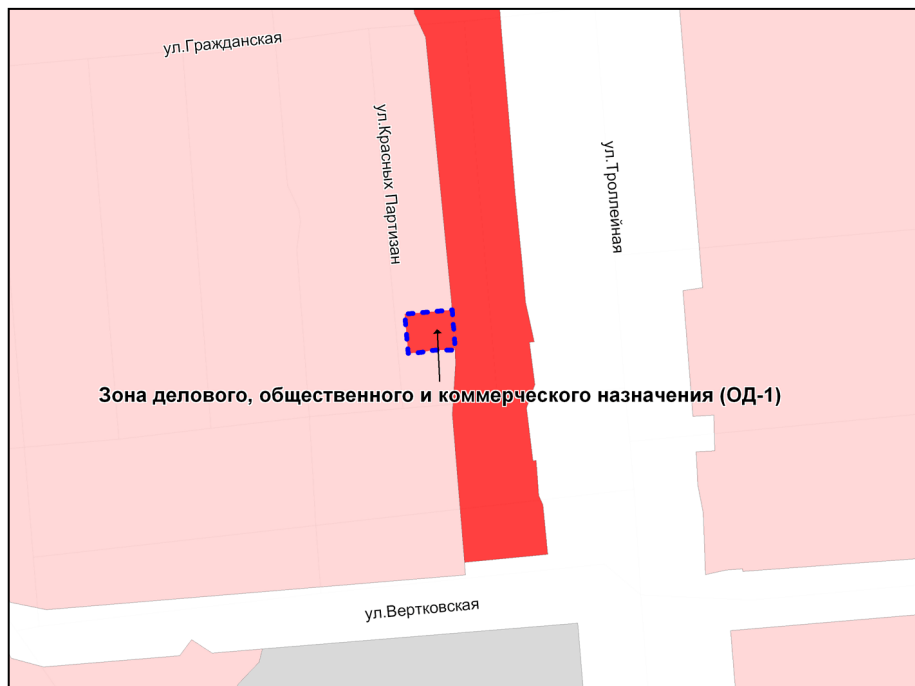 ул.Гражданская
ул.Красных Партизан
ул.Троллейная
Зона делового, общественного и коммерческого назначения (ОД-1)
ул.Вертковская